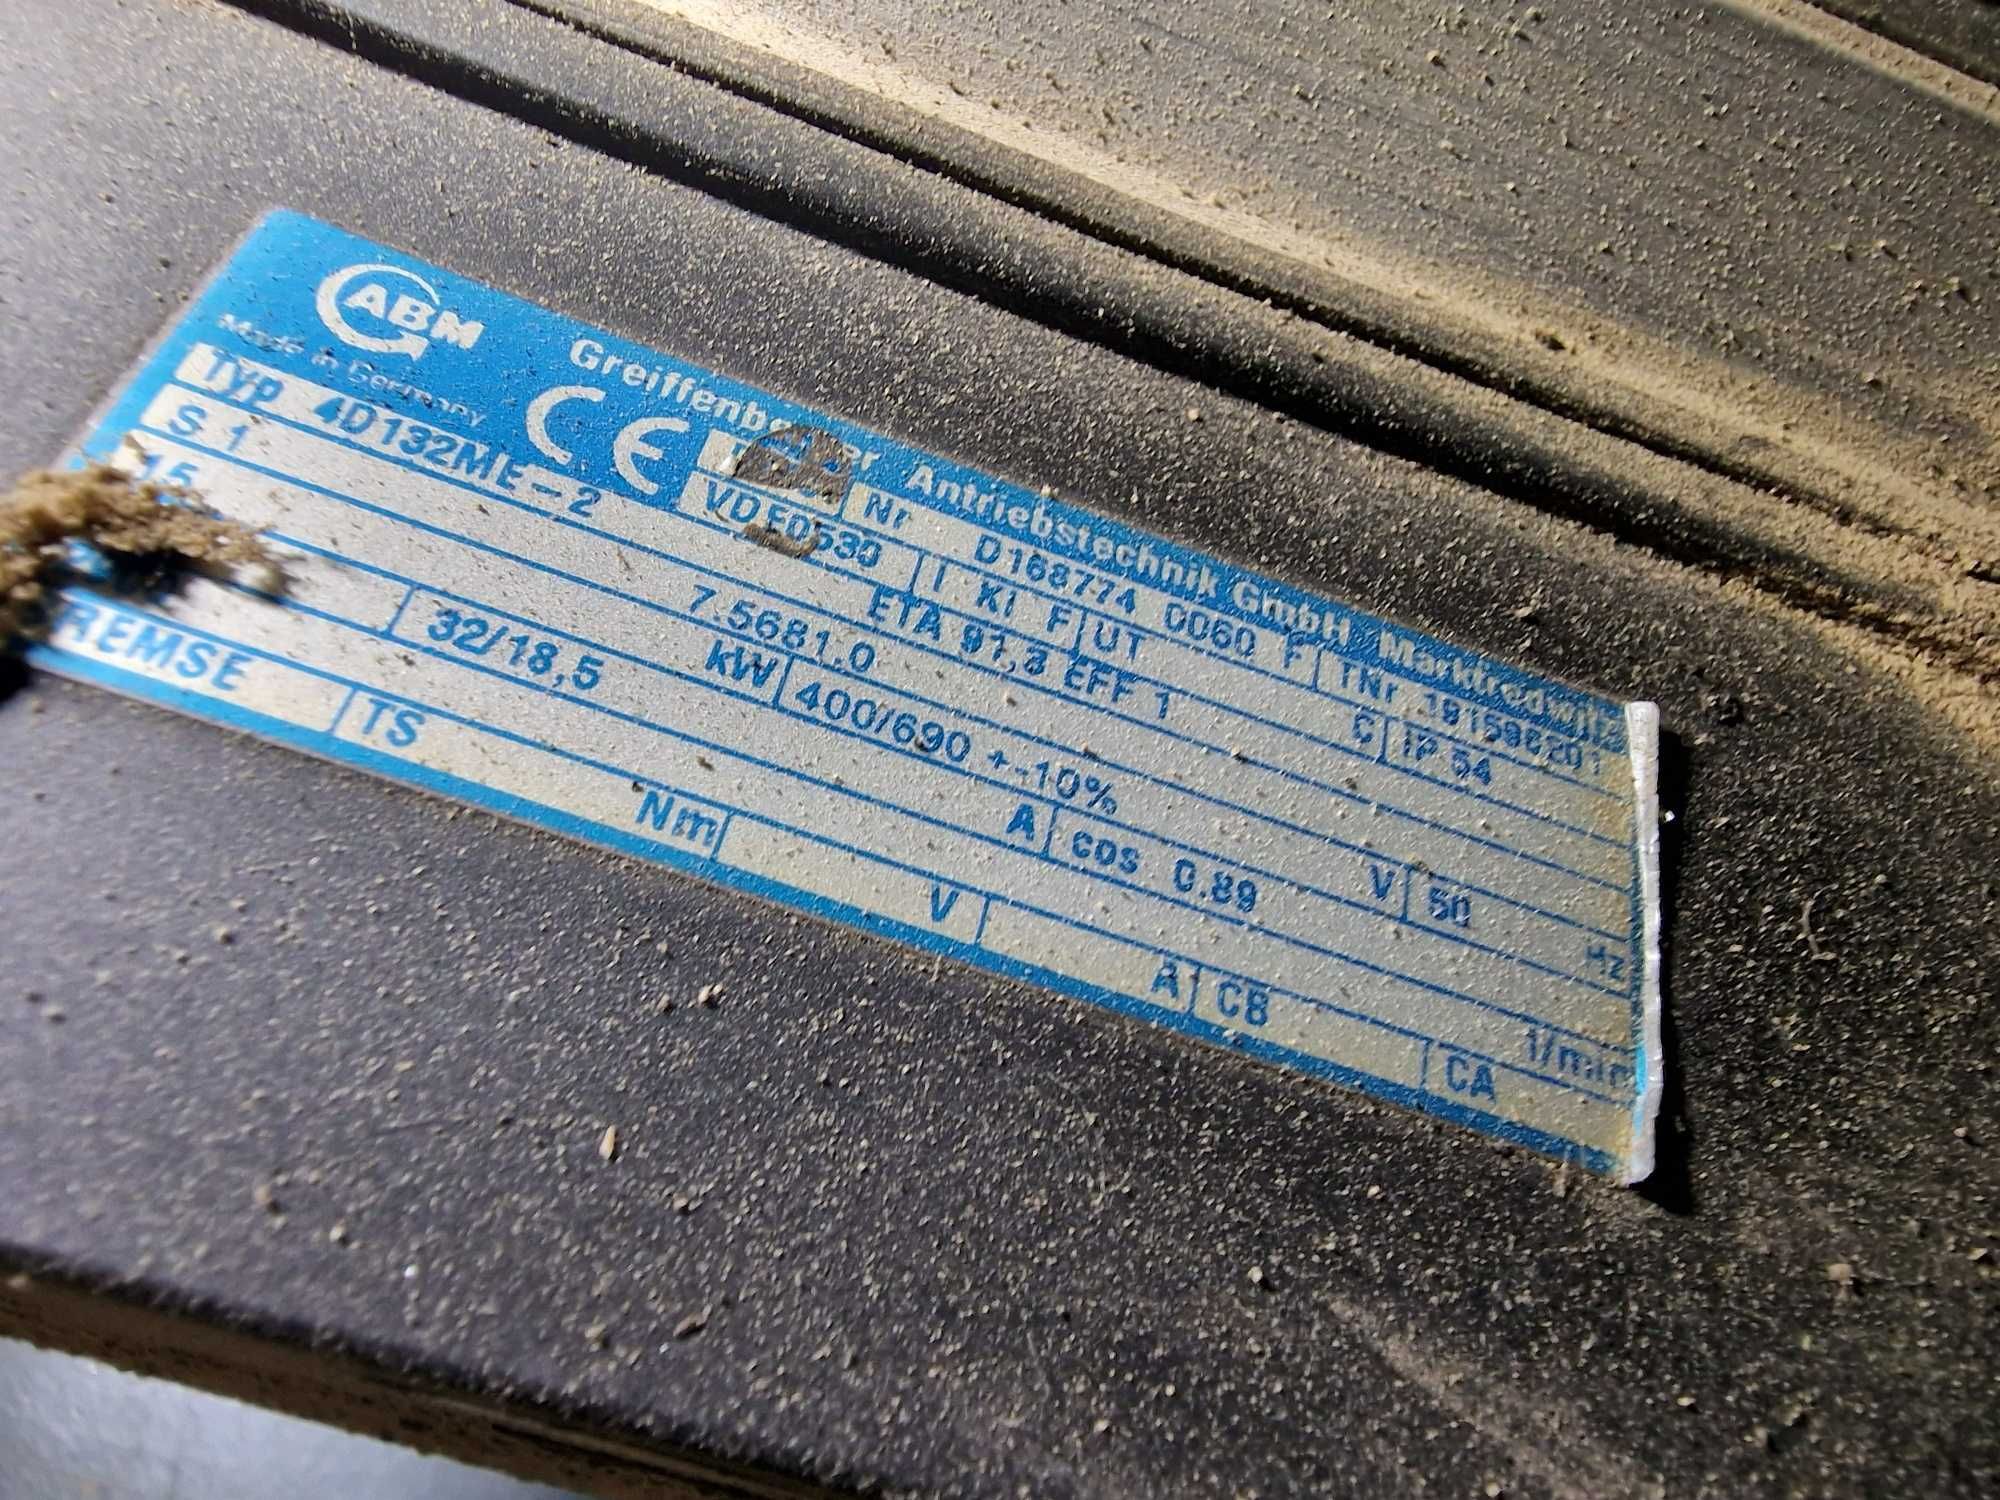 ABM Greiffenberger Antriebstechnik GmbH Marktredwitz
Made in Germany CE Nr D168774 0060 F TNr
Typ 4D132ME-2 VDE0530 I Kl F UT C IP 54
S 1 ETA 91,3 EFF 1
7.5681.0
15 kW 400/690 +-10% V 50 Hz
32/18,5 A cos 0.89 1/min
TS Nm V A CB CA